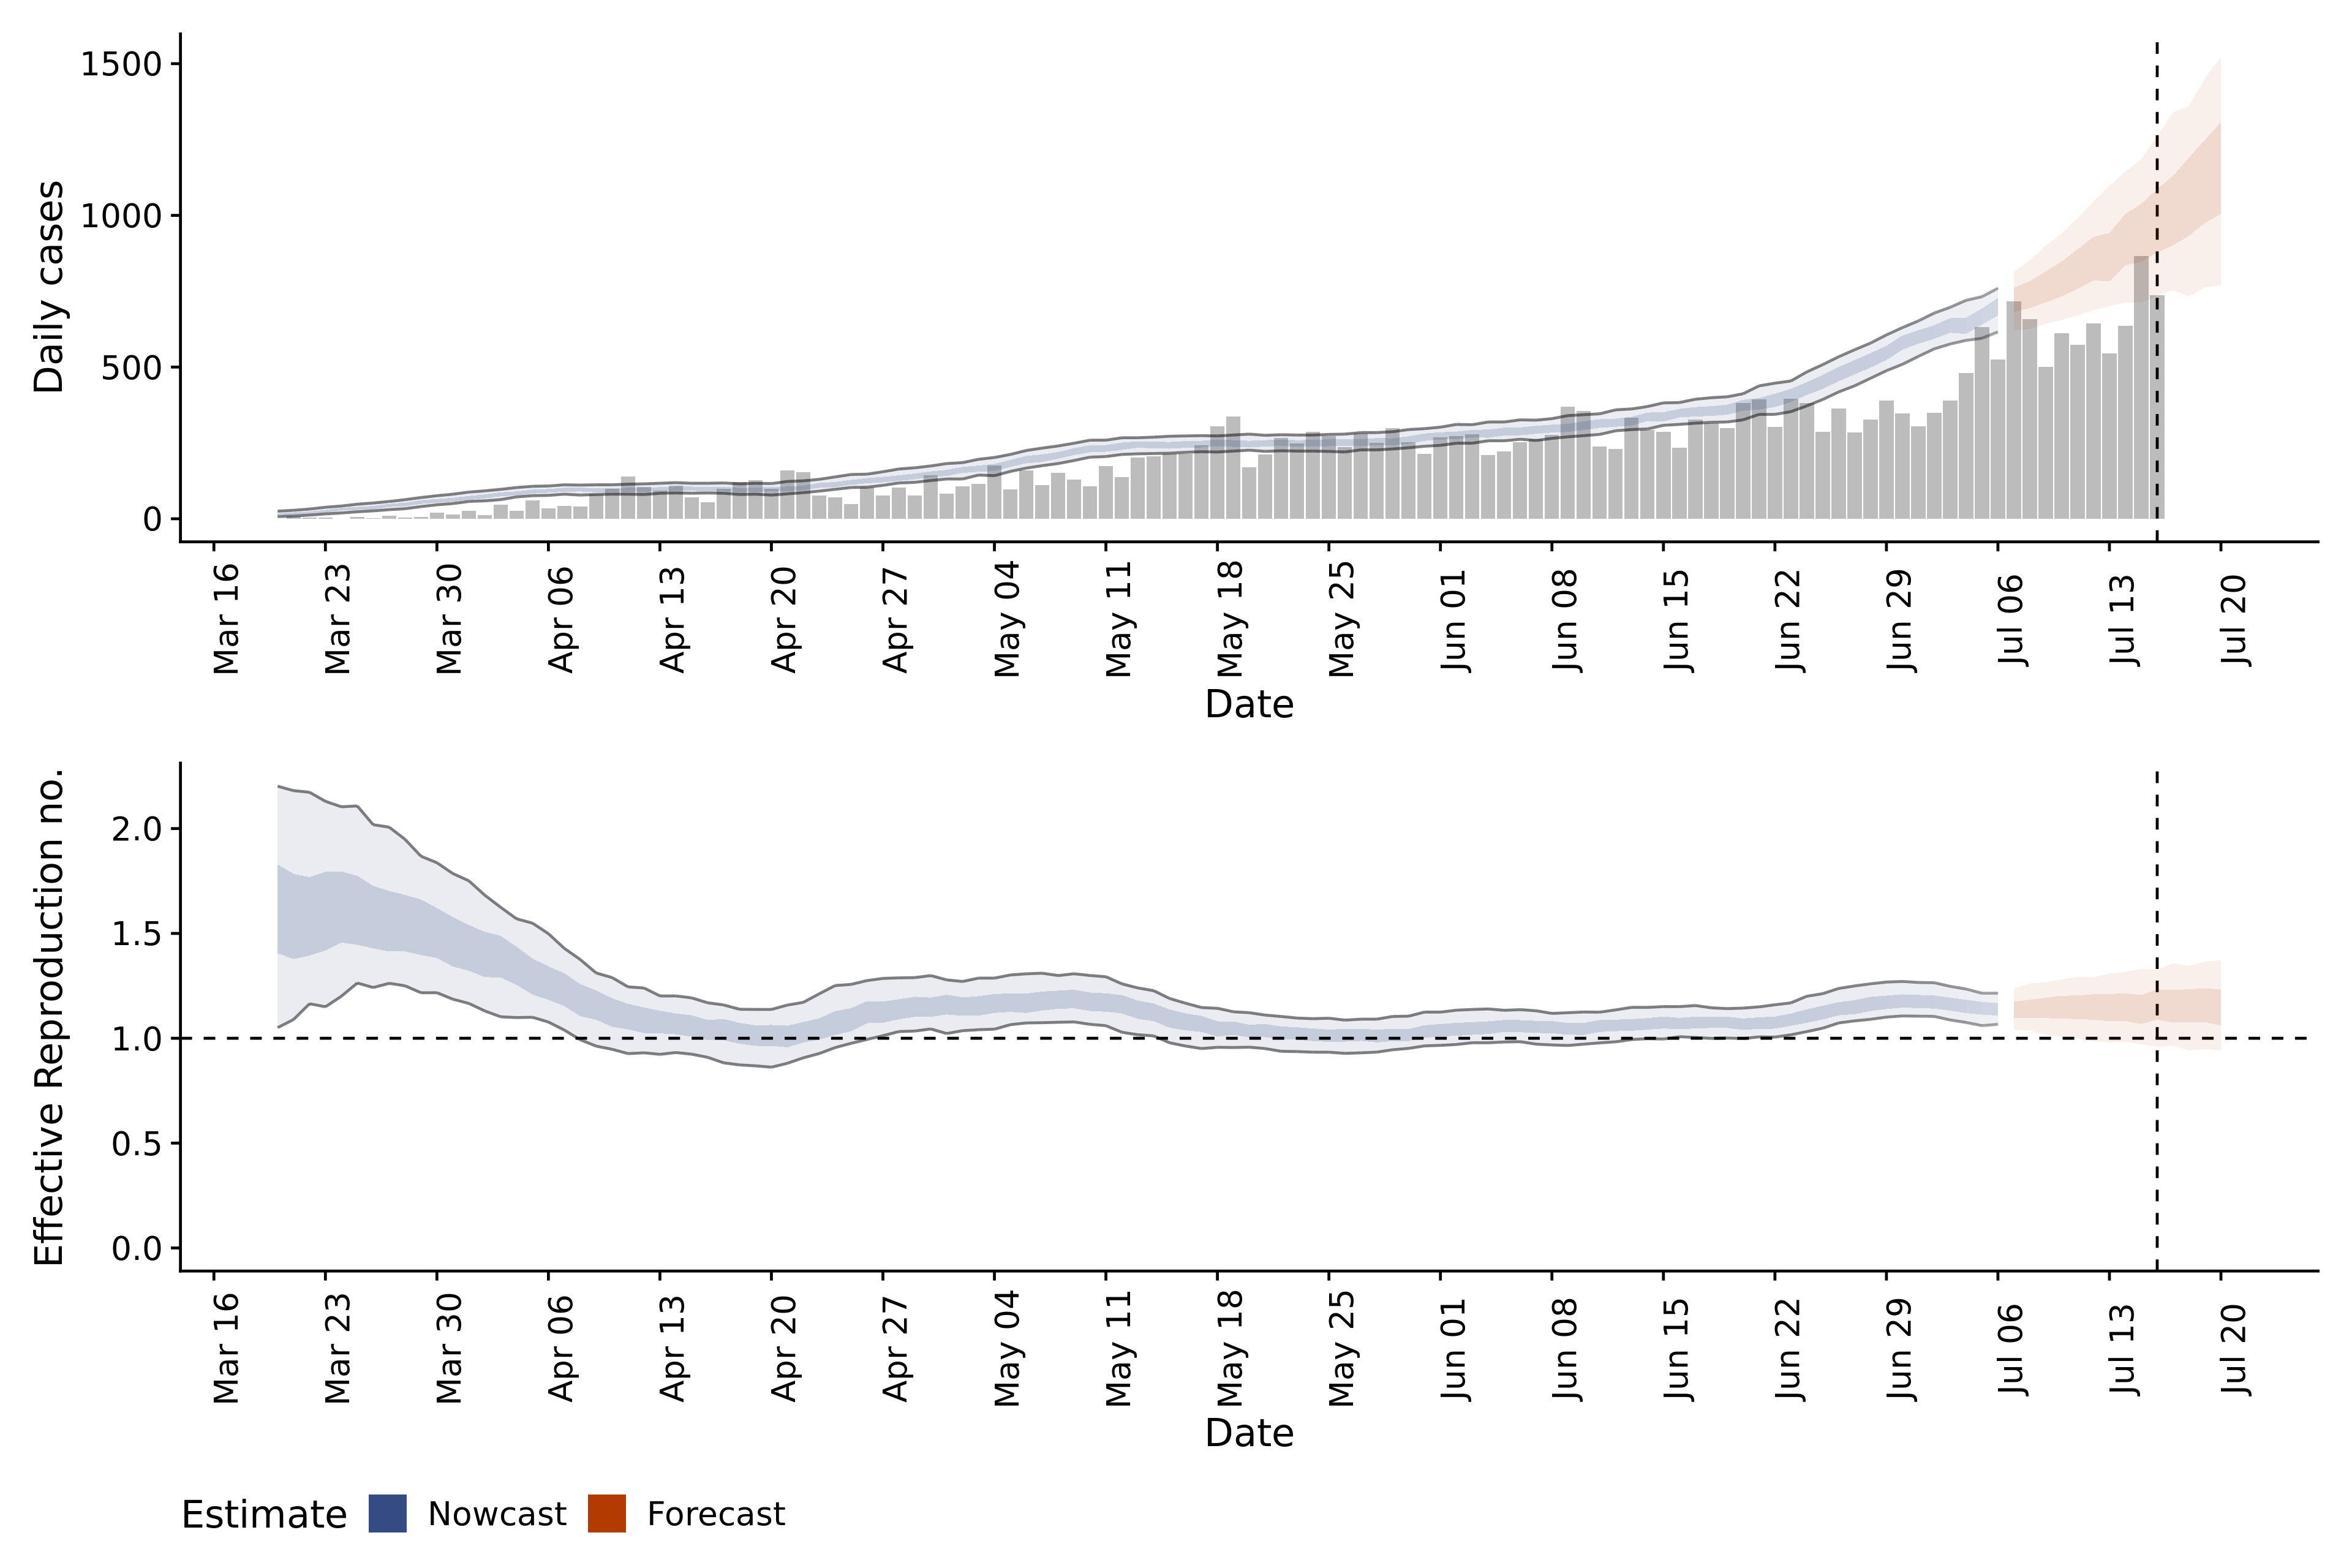 Daily cases
1500
1000
500
0
Mar 16
Mar 23
Mar 30
Apr 06
Apr 13
Apr 20
Apr 27
May 04
May 11
May 18
May 25
Jun 01
Jun 08
Jun 15
Jun 22
Jun 29
Jul 06
Jul 13
Jul 20
Date
Effective Reproduction no.
2.0
1.5
1.0
0.5
0.0
Mar 16
Mar 23
Mar 30
Apr 06
Apr 13
Apr 20
Apr 27
May 04
May 11
May 18
May 25
Jun 01
Jun 08
Jun 15
Jun 22
Jun 29
Jul 06
Jul 13
Jul 20
Date
Estimate Nowcast Forecast